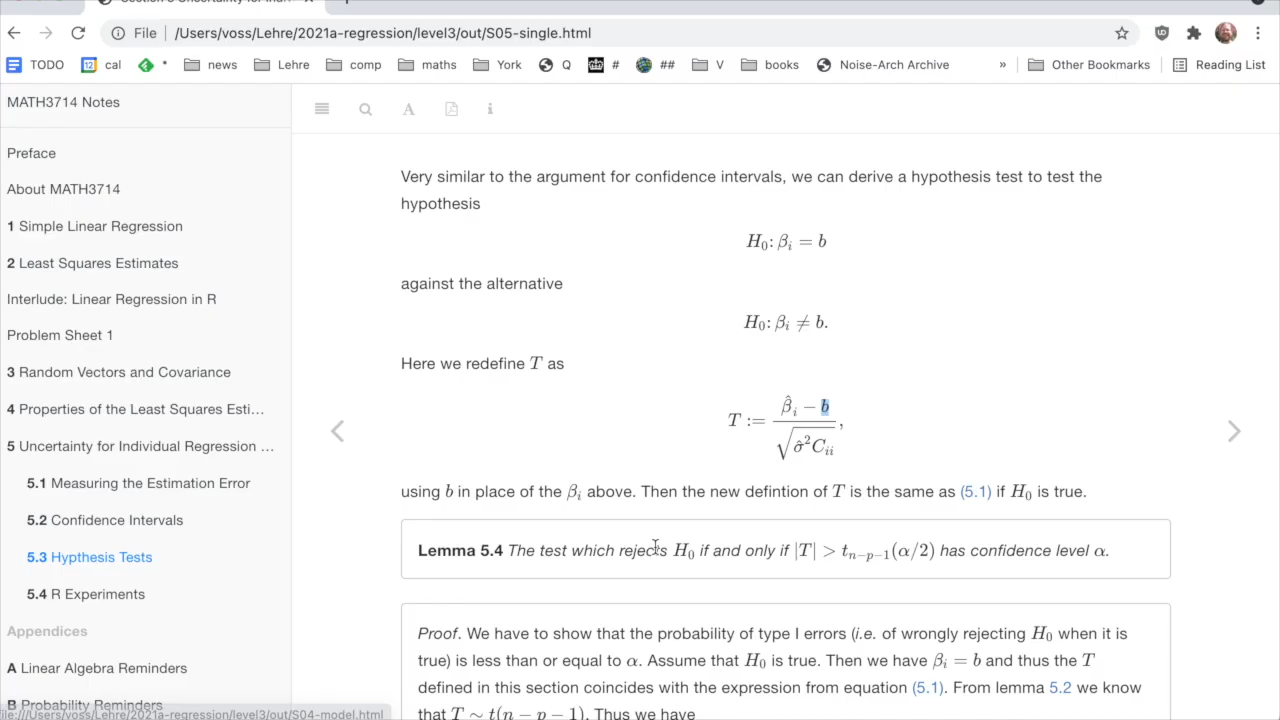 File /Users/voss/Lehre/2021a-regression/level3/out/S05-single.html
TODO cal * news Lehre comp maths York Q # ## V books Noise-Arch Archive » Other Bookmarks Reading List
MATH3714 Notes
Preface
About MATH3714
1 Simple Linear Regression
2 Least Squares Estimates
Interlude: Linear Regression in R
Problem Sheet 1
3 Random Vectors and Covariance
4 Properties of the Least Squares Esti…
5 Uncertainty for Individual Regression …
5.1 Measuring the Estimation Error
5.2 Confidence Intervals
5.3 Hypthesis Tests
5.4 R Experiments
Appendices
A Linear Algebra Reminders
B Probability Reminders
file:///Users/voss/Lehre/2021a-regression/level3/out/S04-model.html
Very similar to the argument for confidence intervals, we can derive a hypothesis test to test the
hypothesis
H₀: βᵢ = b
against the alternative
H₀: βᵢ ≠ b.
Here we redefine T as
T := (β̂ᵢ − b) / √(σ̂²Cᵢᵢ),
using b in place of the βᵢ above. Then the new defintion of T is the same as (5.1) if H₀ is true.
Lemma 5.4 The test which rejects H₀ if and only if |T| > tₙ₋ₚ₋₁(α/2) has confidence level α.
Proof. We have to show that the probability of type I errors (i.e. of wrongly rejecting H₀ when it is
true) is less than or equal to α. Assume that H₀ is true. Then we have βᵢ = b and thus the T
defined in this section coincides with the expression from equation (5.1). From lemma 5.2 we know
that T ∼ t(n − p − 1). Thus we have